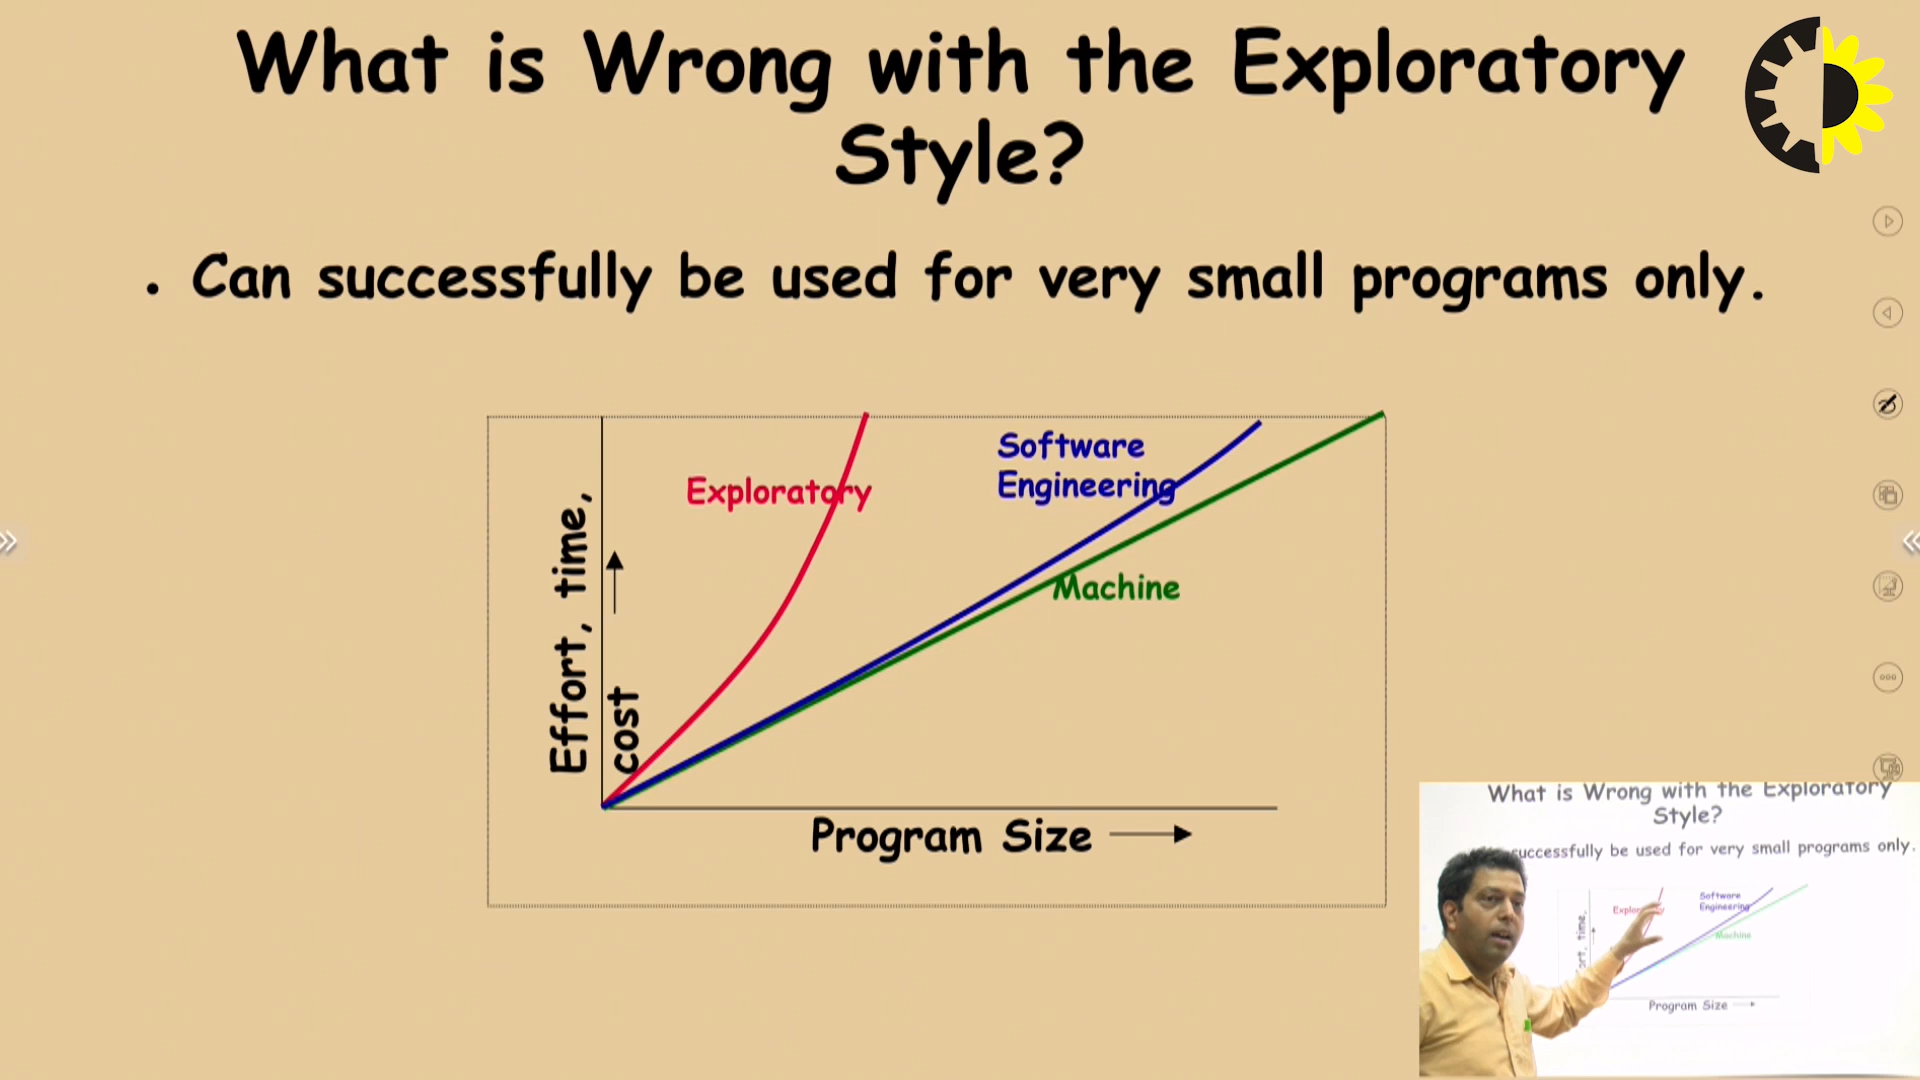 What is Wrong with the Exploratory
Style?
. Can successfully be used for very small programs only.
Exploratory
Software
Engineering
Machine
Effort, time,
cost
Program Size
What is Wrong with the Exploratory
Style?
successfully be used for very small programs only.
Software
Engineering
Machine
time,
Program Size